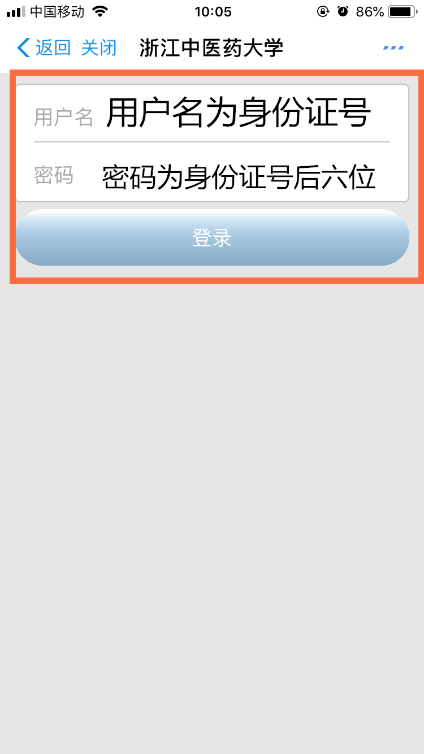 中国移动 10:05 86%
返回 关闭 浙江中医药大学
用户名 用户名为身份证号
密码 密码为身份证号后六位
登录